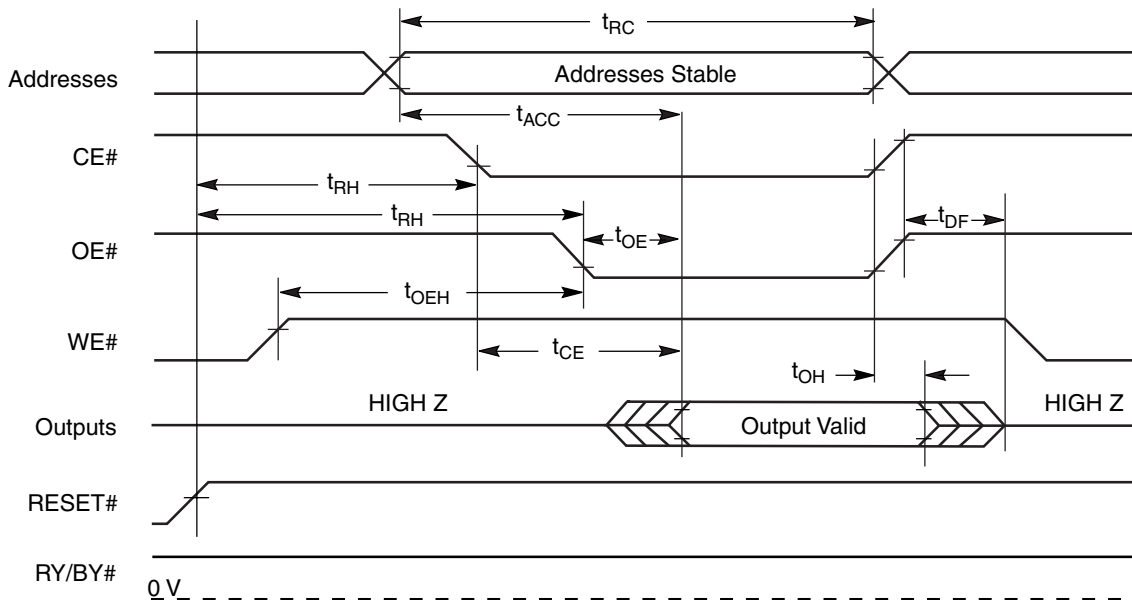 tRC
Addresses
Addresses Stable
tACC
CE#
tRH
tRH
tDF
OE#
tOE
tOEH
WE#
tCE
tOH
HIGH Z
HIGH Z
Outputs
Output Valid
RESET#
RY/BY#
0 V